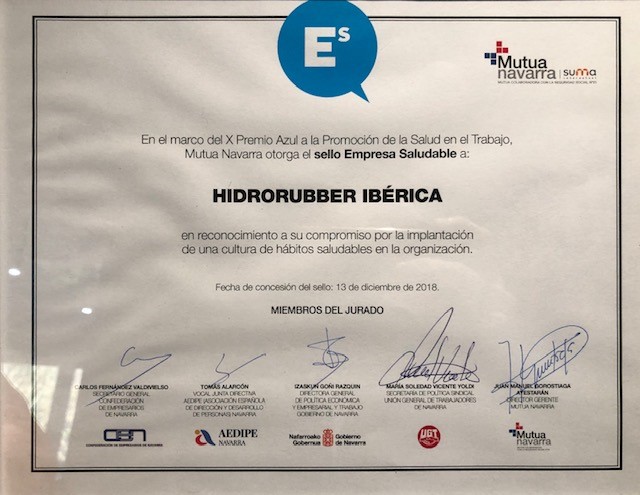 Es
Mutua
navarra
suma
En el marco del X Premio Azul a la Promoción de la Salud en el Trabajo,
Mutua Navarra otorga el sello Empresa Saludable a:
HIDRORUBBER IBÉRICA
en reconocimiento a su compromiso por la implantación
de una cultura de hábitos saludables en la organización.
Fecha de concesión del sello: 13 de diciembre de 2018.
MIEMBROS DEL JURADO
CARLOS FERNÁNDEZ VALDIVIELSO
SECRETARIO GENERAL
CONFEDERACIÓN
DE EMPRESARIOS
DE NAVARRA
TOMÁS ALARCÓN
VOCAL JUNTA DIRECTIVA
AEDIPE (ASOCIACIÓN ESPAÑOLA
DE DIRECCIÓN Y DESARROLLO
DE PERSONAS) NAVARRA
IZASKUN GOÑI RAZQUIN
DIRECTORA GENERAL
DE POLÍTICA ECONÓMICA
Y EMPRESARIAL Y TRABAJO
GOBIERNO DE NAVARRA
MARÍA SOLEDAD VICENTE YOLDI
SECRETARIA DE POLÍTICA SINDICAL
UNIÓN GENERAL DE TRABAJADORES
DE NAVARRA
JUAN MANUEL GOROSTIAGA
AYESTARÁN
DIRECTOR GERENTE
MUTUA NAVARRA
CEN
CONFEDERACIÓN DE EMPRESARIOS DE NAVARRA
AEDIPE
NAVARRA
Nafarroako Gobierno
Gobernua de Navarra
UGT
Mutua
navarra